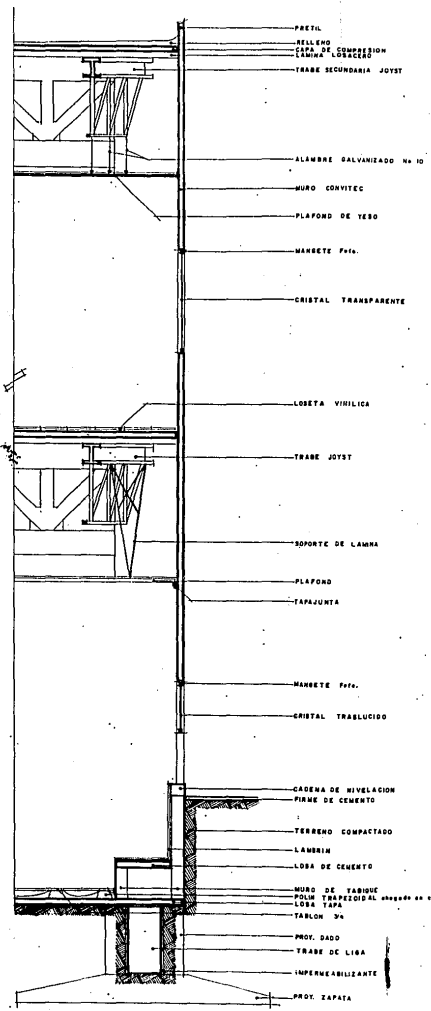 PRETIL
RELLENO
CAPA DE COMPRESION
LAMINA LOSACERO
TRABE SECUNDARIA JOYST
ALAMBRE GALVANIZADO No 10
MURO CONVITEC
PLAFOND DE YESO
MANGETE Fofo.
CRISTAL TRANSPARENTE
LOSETA VINILICA
TRABE JOYST
SOPORTE DE LAMINA
PLAFOND
TAPAJUNTA
MANGETE Fofo.
CRISTAL TRASLUCIDO
CADENA DE NIVELACION
FIRME DE CEMENTO
TERRENO COMPACTADO
LAMBRIN
LOSA DE CEMENTO
MURO DE TABIQUE
POLIN TRAPEZOIDAL ahogado en c
LOSA TAPA
TABLON 3/4
PROY. DADO
TRABE DE LIGA
IMPERMEABILIZANTE
PROY. ZAPATA